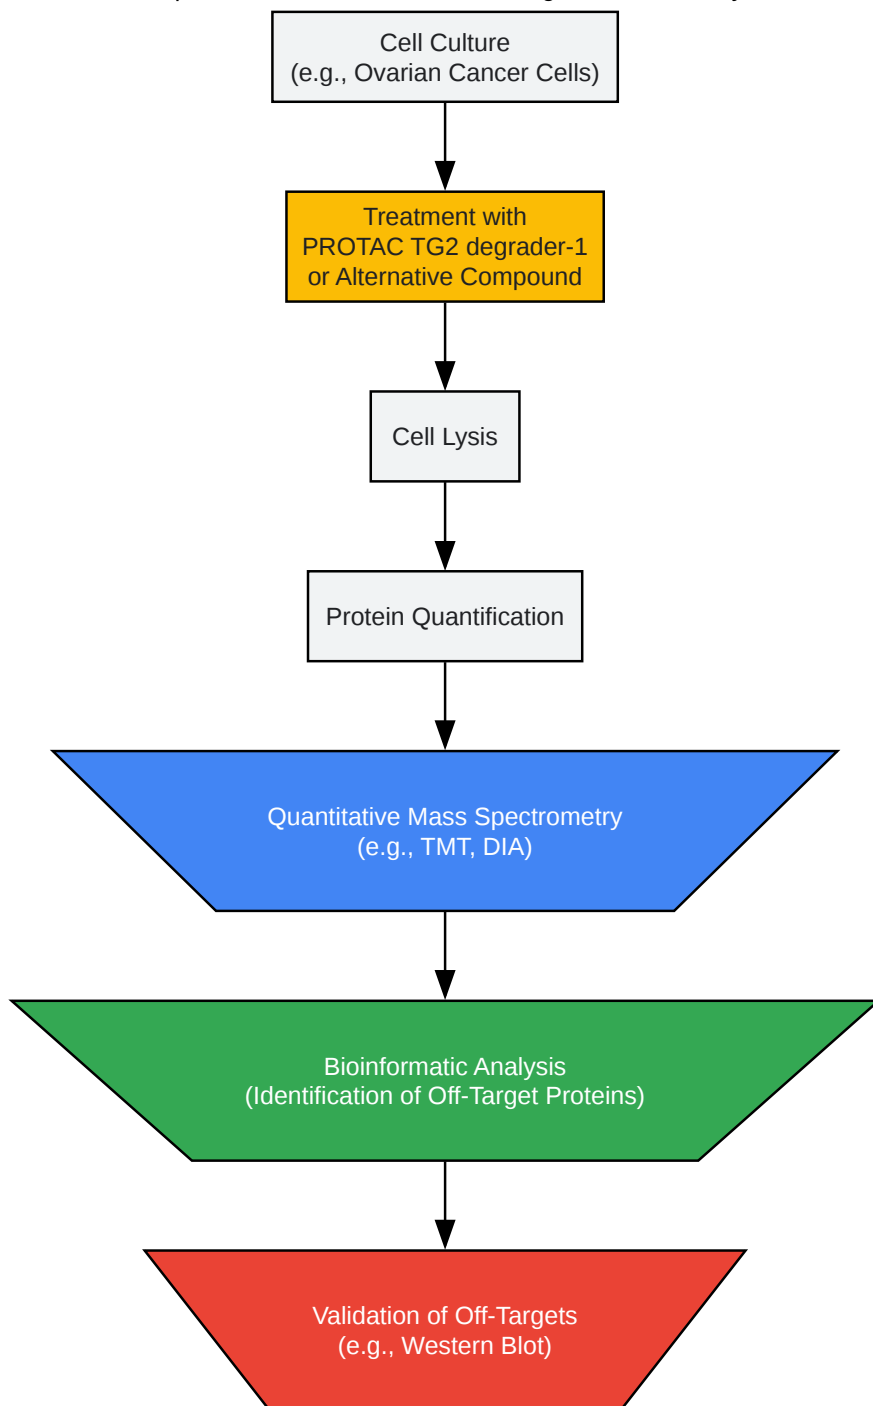 Cell Culture
(e.g., Ovarian Cancer Cells)
Treatment with
PROTAC TG2 degrader-1
or Alternative Compound
Cell Lysis
Protein Quantification
Quantitative Mass Spectrometry
(e.g., TMT, DIA)
Bioinformatic Analysis
(Identification of Off-Target Proteins)
Validation of Off-Targets
(e.g., Western Blot)